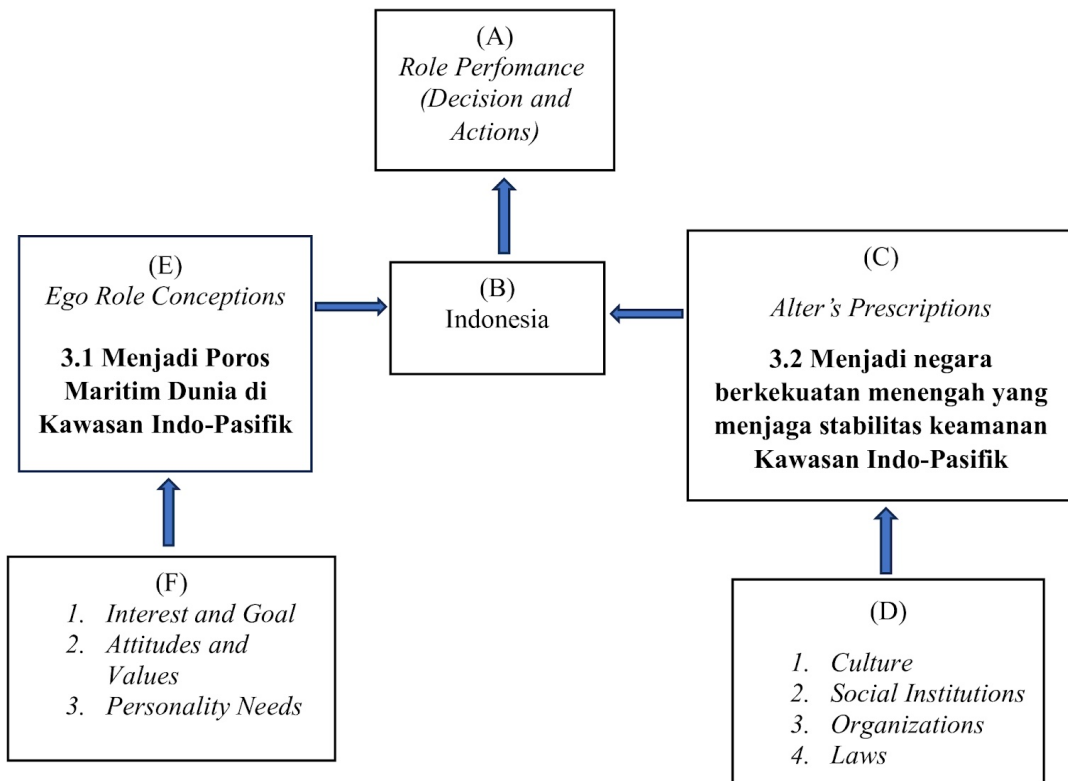 (A)
Role Perfomance
(Decision and
Actions)
(E)
Ego Role Conceptions
3.1 Menjadi Poros
Maritim Dunia di
Kawasan Indo-Pasifik
(B)
Indonesia
(C)
Alter’s Prescriptions
3.2 Menjadi negara
berkekuatan menengah yang
menjaga stabilitas keamanan
Kawasan Indo-Pasifik
(F)
1. Interest and Goal
2. Attitudes and
Values
3. Personality Needs
(D)
1. Culture
2. Social Institutions
3. Organizations
4. Laws